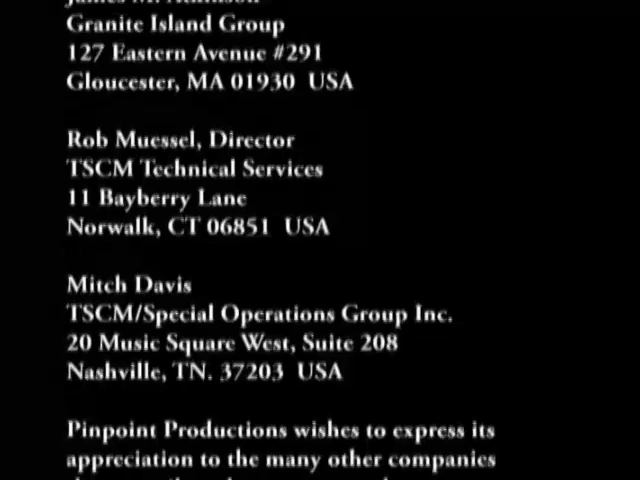 Granite Island Group
127 Eastern Avenue #291
Gloucester, MA 01930  USA
Rob Muessel, Director
TSCM Technical Services
11 Bayberry Lane
Norwalk, CT 06851  USA
Mitch Davis
TSCM/Special Operations Group Inc.
20 Music Square West, Suite 208
Nashville, TN. 37203  USA
Pinpoint Productions wishes to express its
appreciation to the many other companies